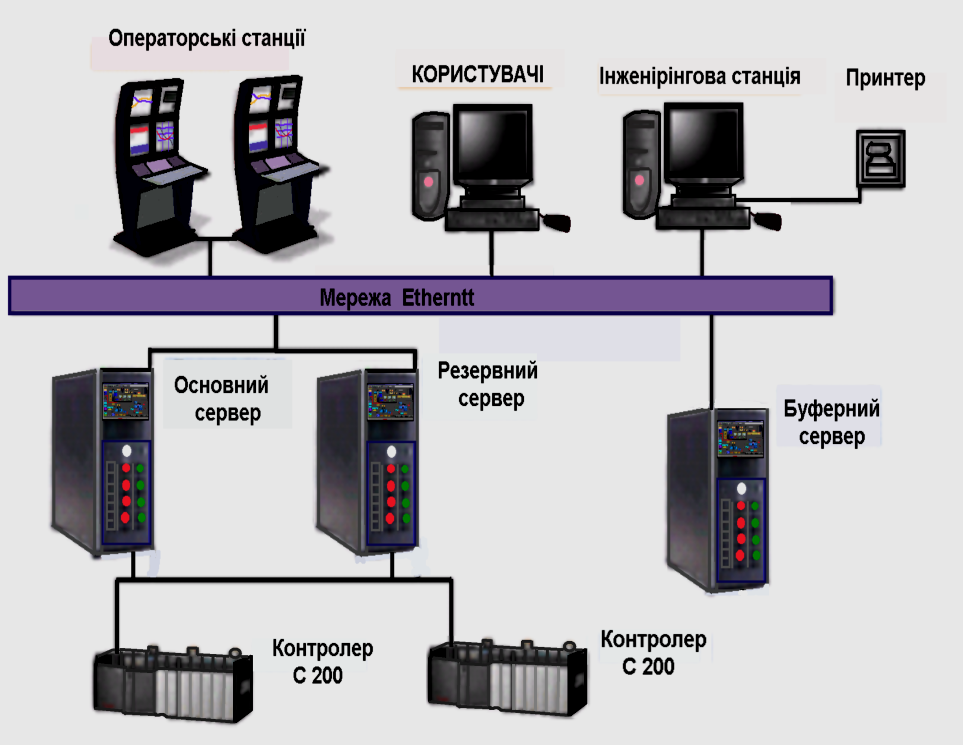 Операторські станції
КОРИСТУВАЧІ
Інженірінгова станція
Принтер
Мережа Etherntt
Основний
сервер
Резервний
сервер
Буферний
сервер
Контролер
С 200
Контролер
С 200